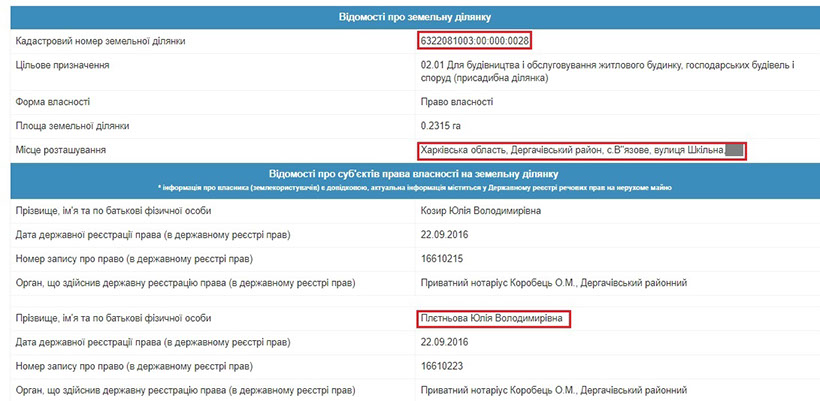 Відомості про земельну ділянку
Кадастровий номер земельної ділянки 6322081003:00:000:0028
Цільове призначення 02.01 Для будівництва і обслуговування житлового будинку, господарських будівель і
споруд (присадибна ділянка)
Форма власності Право власності
Площа земельної ділянки 0.2315 га
Місце розташування Харківська область, Дергачівський район, с.В"язове, вулиця Шкільна,
Відомості про суб'єктів права власності на земельну ділянку
* інформація про власника (землекористувачів) є довідковою, актуальна інформація міститься у Державному реєстрі речових прав на нерухоме майно
Прізвище, ім'я та по батькові фізичної особи Козир Юлія Володимирівна
Дата державної реєстрації права (в державному реєстрі прав) 22.09.2016
Номер запису про право (в державному реєстрі прав) 16610215
Орган, що здійснив державну реєстрацію права (в державному реєстрі прав) Приватний нотаріус Коробець О.М., Дергачівський районний
Прізвище, ім'я та по батькові фізичної особи Плєтньова Юлія Володимирівна
Дата державної реєстрації права (в державному реєстрі прав) 22.09.2016
Номер запису про право (в державному реєстрі прав) 16610223
Орган, що здійснив державну реєстрацію права (в державному реєстрі прав) Приватний нотаріус Коробець О.М., Дергачівський районний